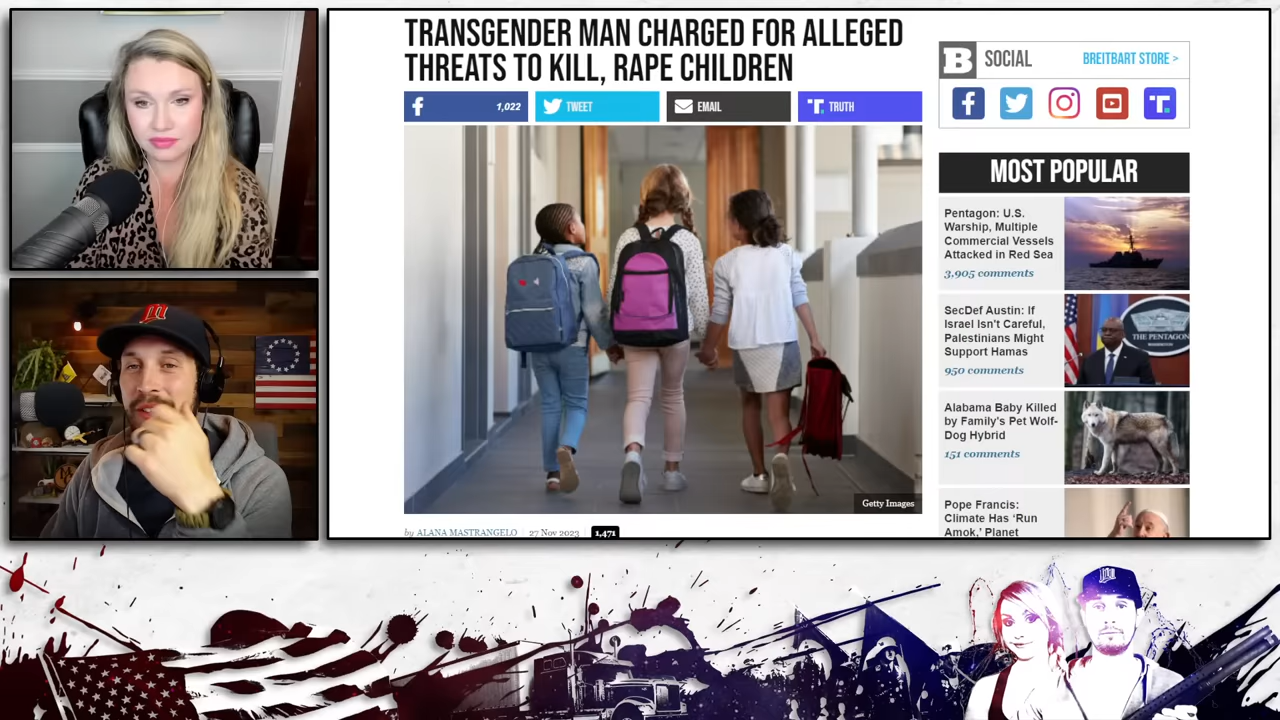 TRANSGENDER MAN CHARGED FOR ALLEGED
THREATS TO KILL, RAPE CHILDREN
1,022
TWEET
EMAIL
TRUTH
Getty Images
by ALANA MASTRANGELO 27 Nov 2023 1,471
B SOCIAL
BREITBART STORE >
MOST POPULAR
Pentagon: U.S.
Warship, Multiple
Commercial Vessels
Attacked in Red Sea
3,905 comments
SecDef Austin: If
Israel Isn't Careful,
Palestinians Might
Support Hamas
950 comments
THE PENTAGON
WASHINGTON
Alabama Baby Killed
by Family's Pet Wolf-
Dog Hybrid
151 comments
Pope Francis:
Climate Has ‘Run
Amok,’ Planet